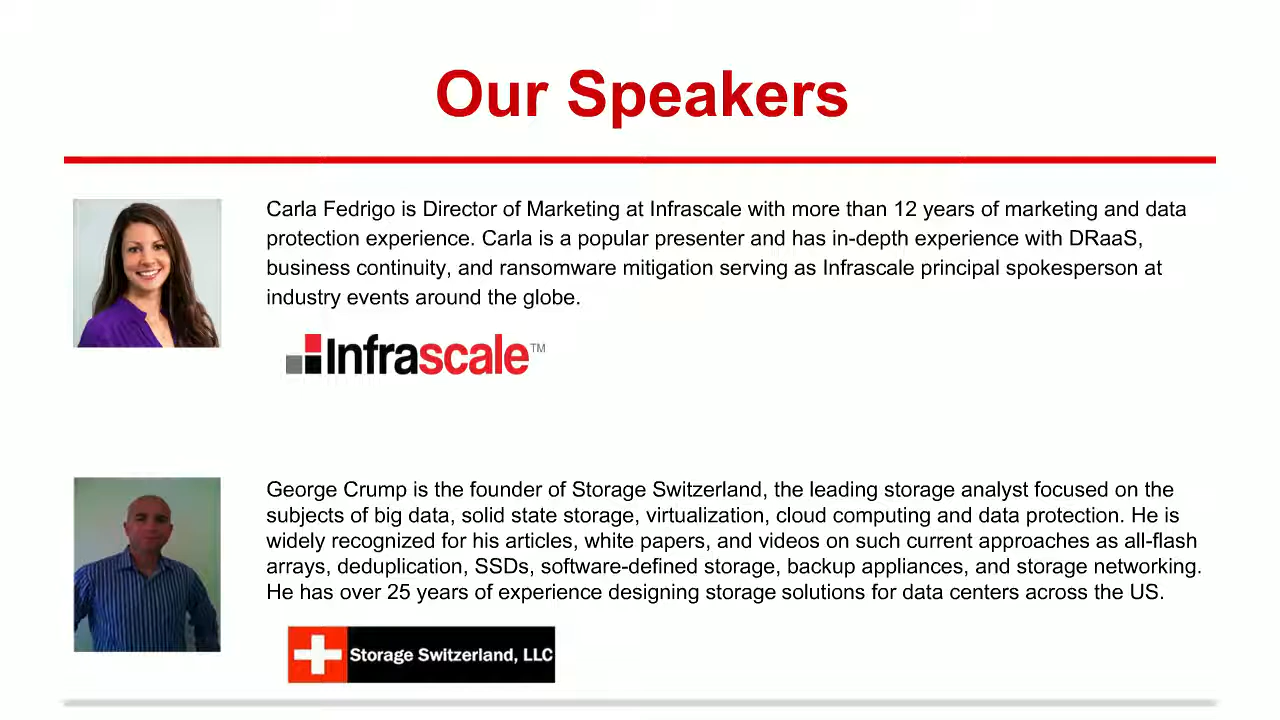 Our Speakers
Carla Fedrigo is Director of Marketing at Infrascale with more than 12 years of marketing and data
protection experience. Carla is a popular presenter and has in-depth experience with DRaaS,
business continuity, and ransomware mitigation serving as Infrascale principal spokesperson at
industry events around the globe.
Infrascale™
George Crump is the founder of Storage Switzerland, the leading storage analyst focused on the
subjects of big data, solid state storage, virtualization, cloud computing and data protection. He is
widely recognized for his articles, white papers, and videos on such current approaches as all-flash
arrays, deduplication, SSDs, software-defined storage, backup appliances, and storage networking.
He has over 25 years of experience designing storage solutions for data centers across the US.
Storage Switzerland, LLC